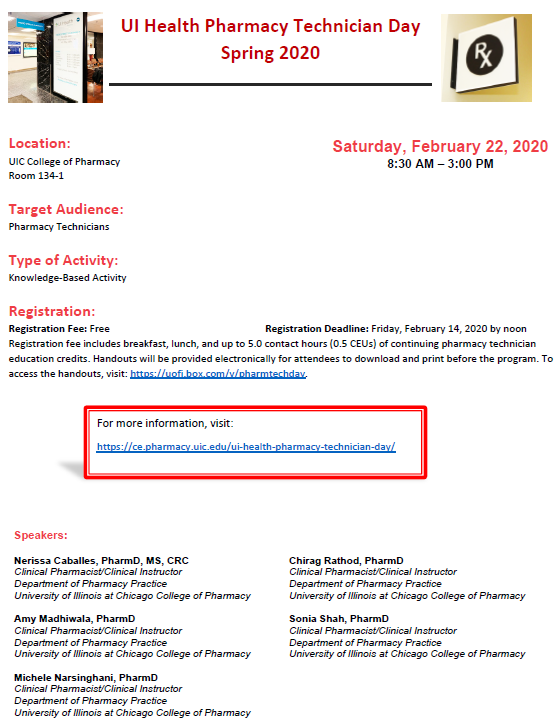 UI Health Pharmacy Technician Day
Spring 2020
Rx
Location:
UIC College of Pharmacy
Room 134-1
Saturday, February 22, 2020
8:30 AM – 3:00 PM
Target Audience:
Pharmacy Technicians
Type of Activity:
Knowledge-Based Activity
Registration:
Registration Fee: Free Registration Deadline: Friday, February 14, 2020 by noon
Registration fee includes breakfast, lunch, and up to 5.0 contact hours (0.5 CEUs) of continuing pharmacy technician
education credits. Handouts will be provided electronically for attendees to download and print before the program. To
access the handouts, visit: https://uofi.box.com/v/pharmtechday.
For more information, visit:
https://ce.pharmacy.uic.edu/ui-health-pharmacy-technician-day/
Speakers:
Nerissa Caballes, PharmD, MS, CRC
Clinical Pharmacist/Clinical Instructor
Department of Pharmacy Practice
University of Illinois at Chicago College of Pharmacy
Amy Madhiwala, PharmD
Clinical Pharmacist/Clinical Instructor
Department of Pharmacy Practice
University of Illinois at Chicago College of Pharmacy
Michele Narsinghani, PharmD
Clinical Pharmacist/Clinical Instructor
Department of Pharmacy Practice
University of Illinois at Chicago College of Pharmacy
Chirag Rathod, PharmD
Clinical Pharmacist/Clinical Instructor
Department of Pharmacy Practice
University of Illinois at Chicago College of Pharmacy
Sonia Shah, PharmD
Clinical Pharmacist/Clinical Instructor
Department of Pharmacy Practice
University of Illinois at Chicago College of Pharmacy